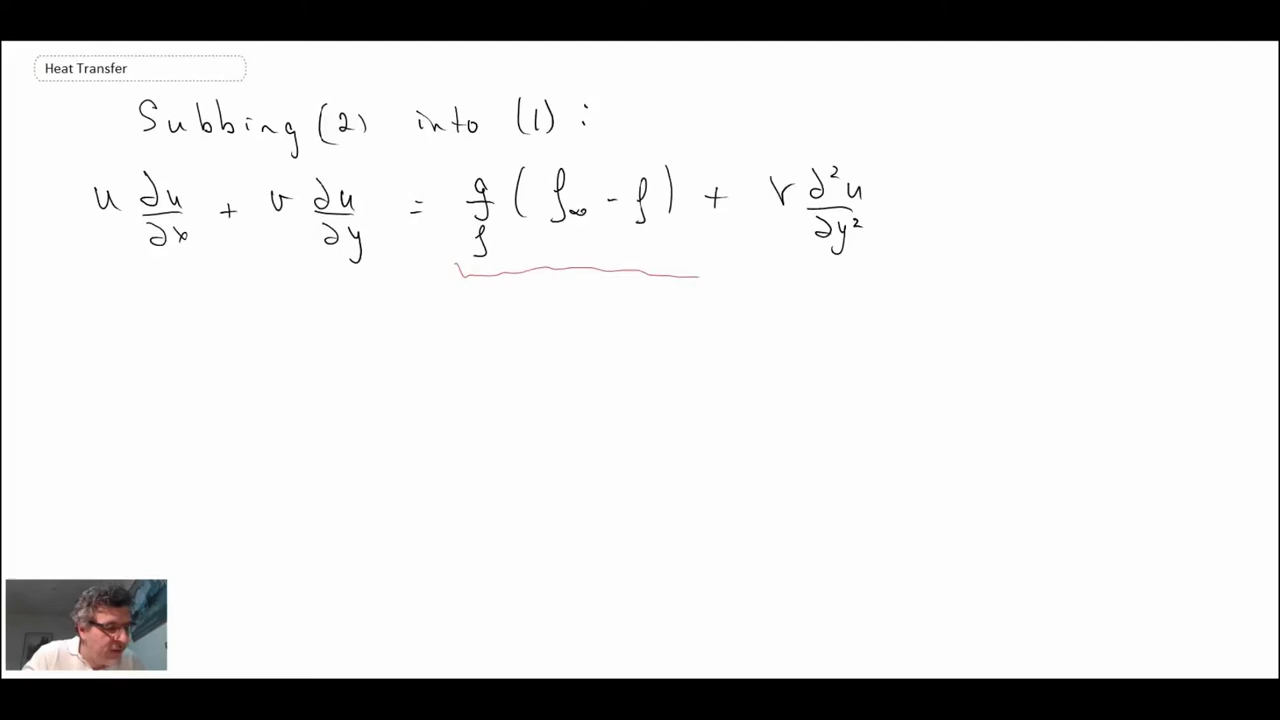 Heat Transfer
Subbing (2) into (1) :
u ∂u/∂x + v ∂u/∂y = g/ρ ( ρ∞ - ρ ) + ν ∂²u/∂y²